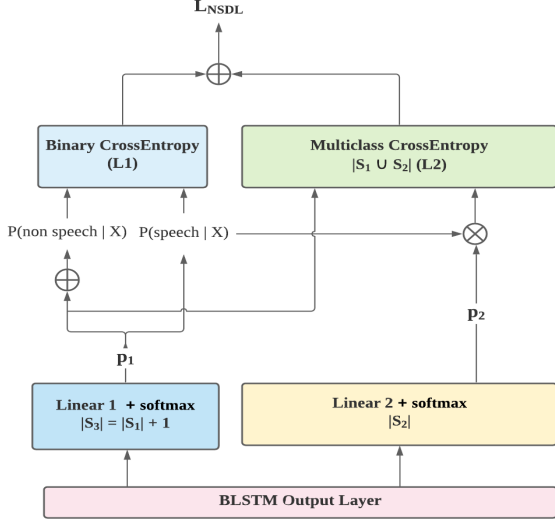 L_NSDL
Binary CrossEntropy
(L1)
Multiclass CrossEntropy
|S₁ ∪ S₂| (L2)
P(non speech | X)
P(speech | X)
p₁
p₂
Linear 1 + softmax
|S₃| = |S₁| + 1
Linear 2 + softmax
|S₂|
BLSTM Output Layer